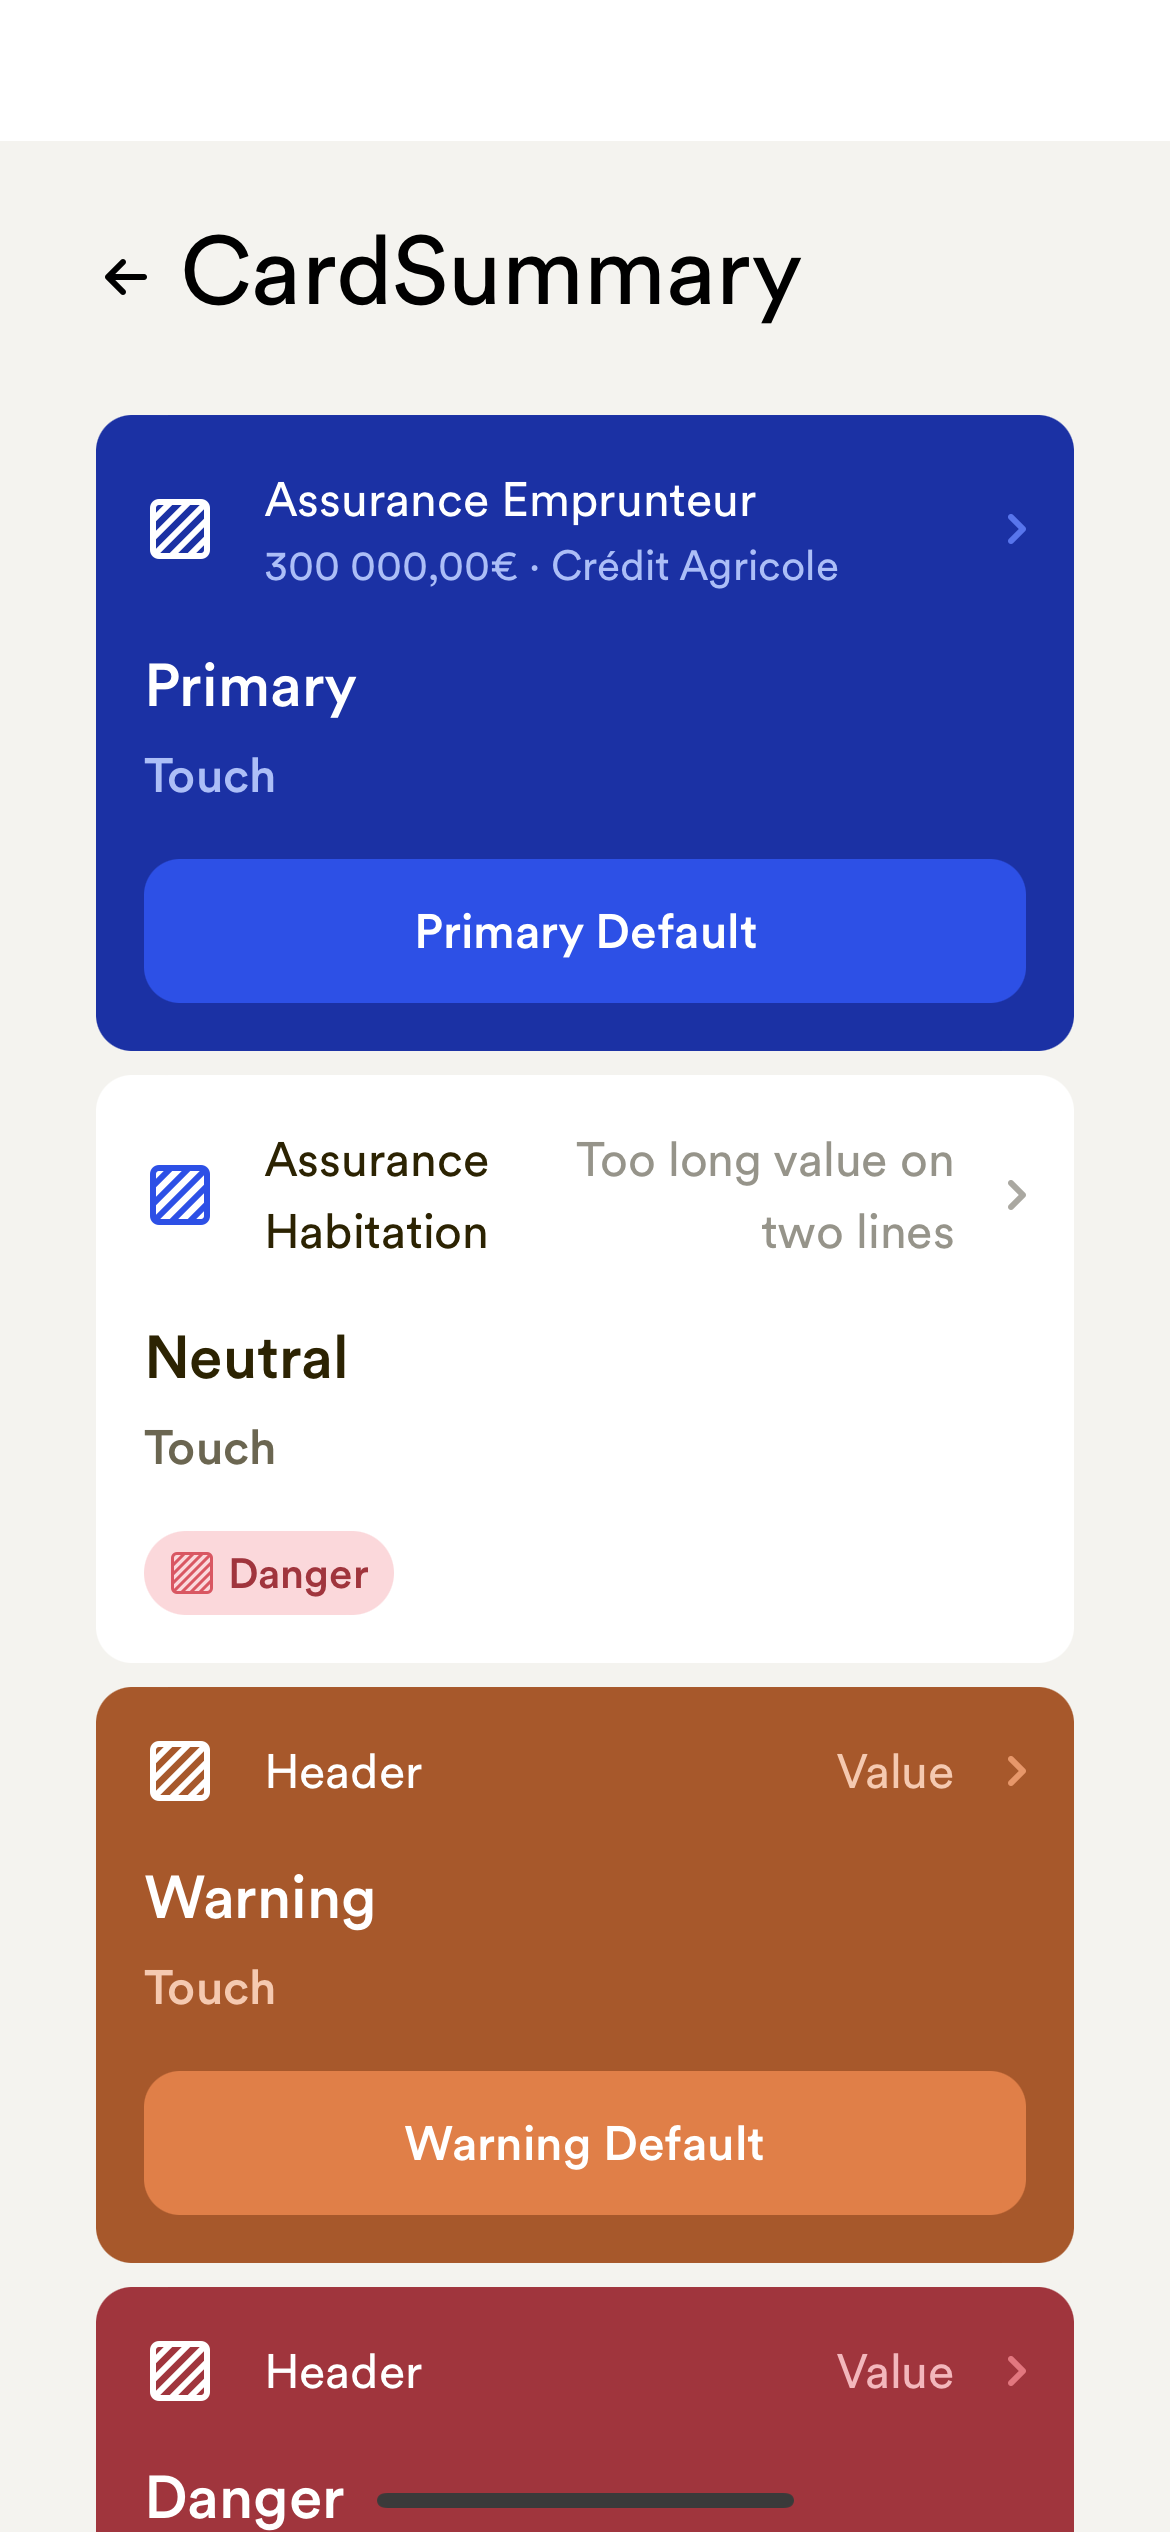 CardSummary
Assurance Emprunteur
300 000,00€ · Crédit Agricole
Primary
Touch
Primary Default
Assurance
Habitation
Too long value on
two lines
Neutral
Touch
Danger
Header
Value
Warning
Touch
Warning Default
Header
Value
Danger